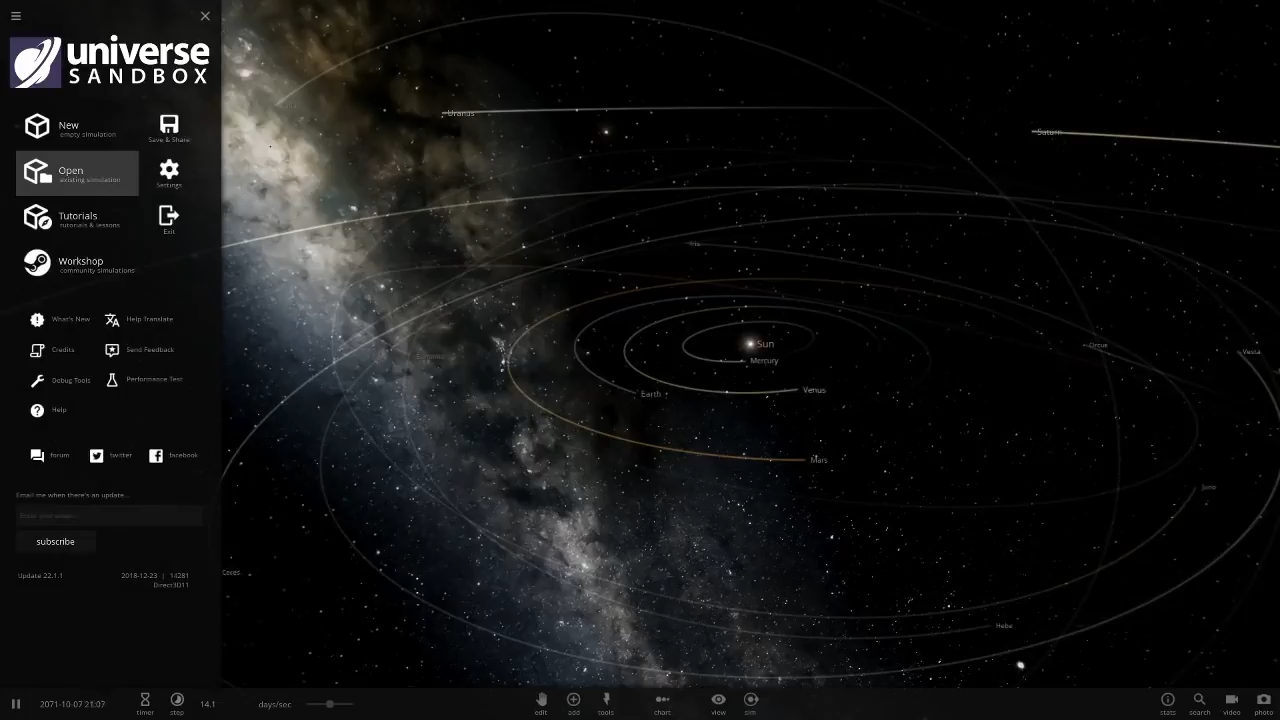 universe
SANDBOX
New
empty simulation
Save & Share
Open
existing simulation
Settings
Tutorials
tutorials & lessons
Exit
Workshop
community simulations
What's New
Help Translate
Credits
Send Feedback
Debug Tools
Performance Test
Help
forum
twitter
facebook
Email me when there's an update...
subscribe
Update 22.1.1
2018-12-23 | 14281
Direct3D11
Uranus
Saturn
Iris
Sun
Mercury
Orcus
Vesta
Earth
Venus
Mars
Juno
Ceres
Hebe
2071-10-07 21:07
timer
step
14.1
days/sec
edit
add
tools
chart
view
sim
stats
search
video
photo